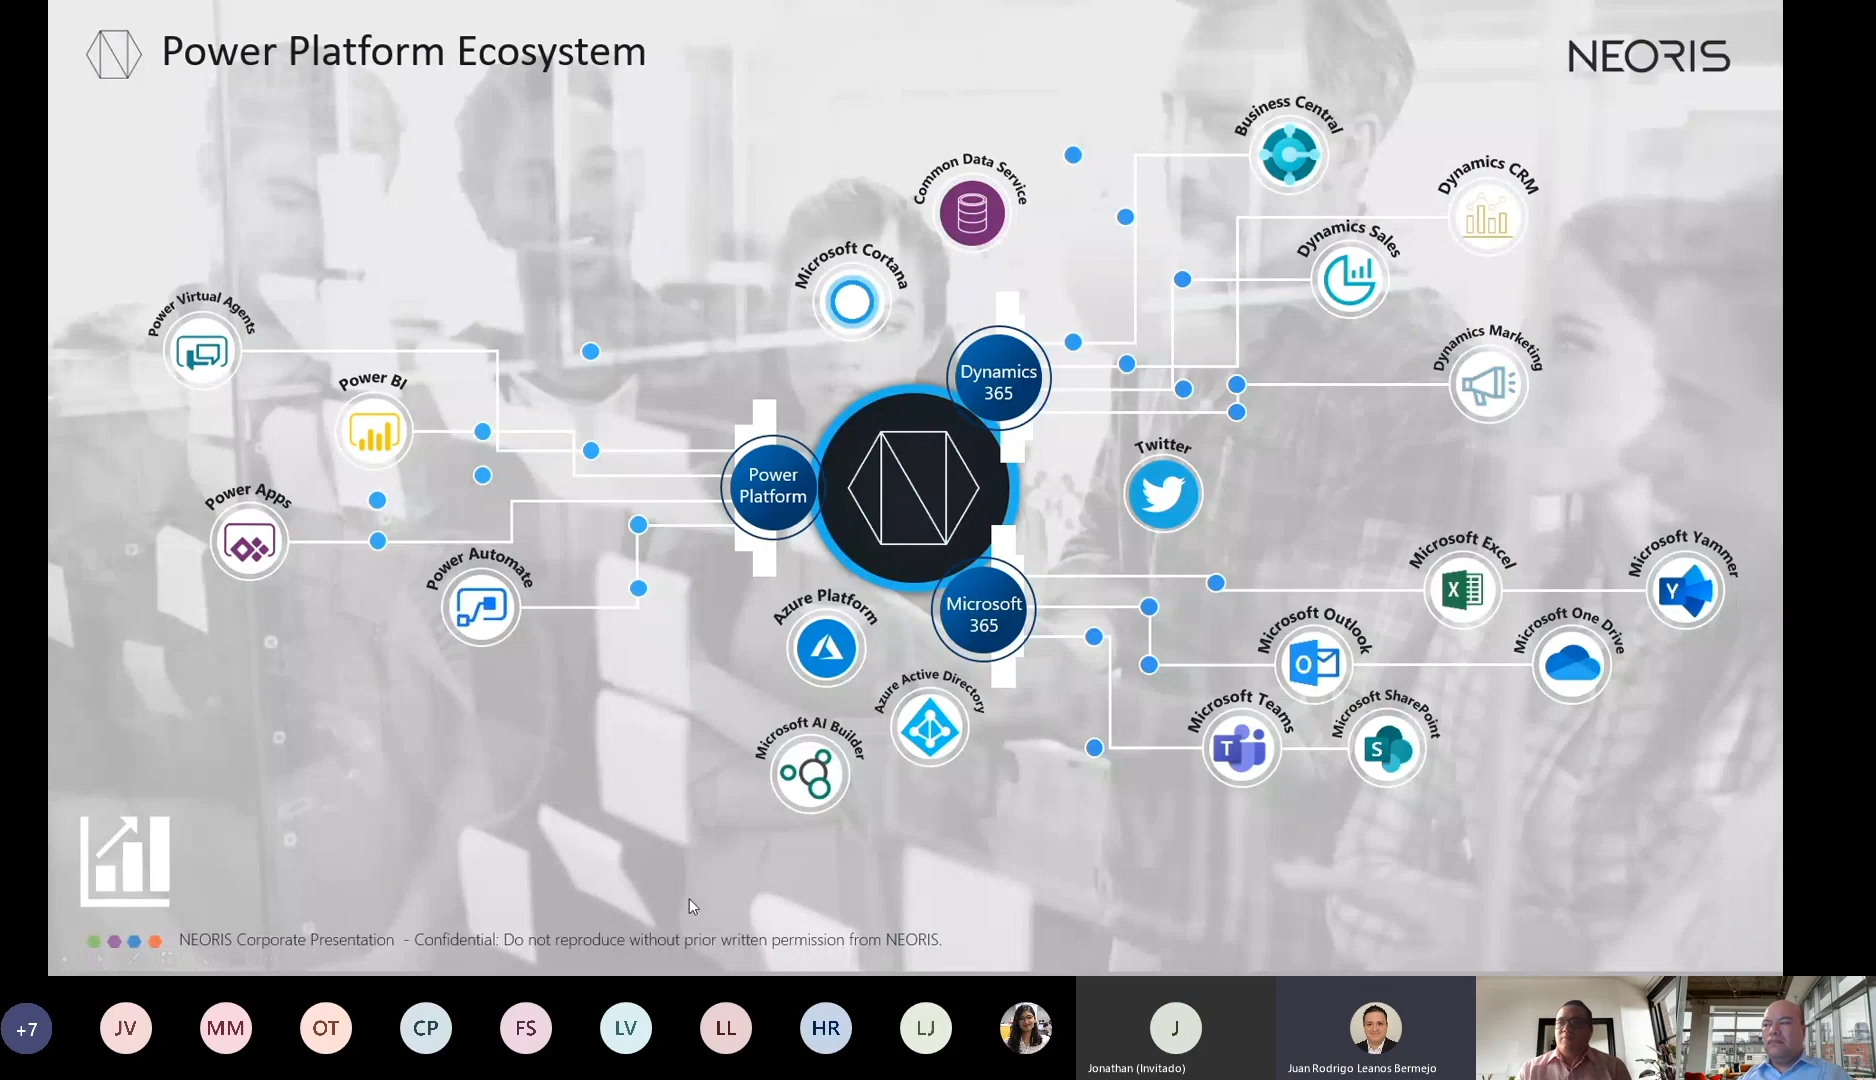 Power Platform Ecosystem
NEORIS
Business Central
Common Data Service
Dynamics CRM
Microsoft Cortana
Dynamics Sales
Power Virtual Agents
Dynamics Marketing
Power BI
Dynamics
365
Twitter
Power
Platform
Power Apps
Power Automate
Microsoft Excel
Microsoft Yammer
X
Y
Azure Platform
Microsoft
365
Microsoft Outlook
Microsoft One Drive
O
Azure Active Directory
Microsoft Teams
Microsoft SharePoint
T
S
Microsoft AI Builder
NEORIS Corporate Presentation - Confidential: Do not reproduce without prior written permission from NEORIS.
+7
JV
MM
OT
CP
FS
LV
LL
HR
LJ
J
Jonathan (Invitado)
Juan Rodrigo Leanos Bermejo